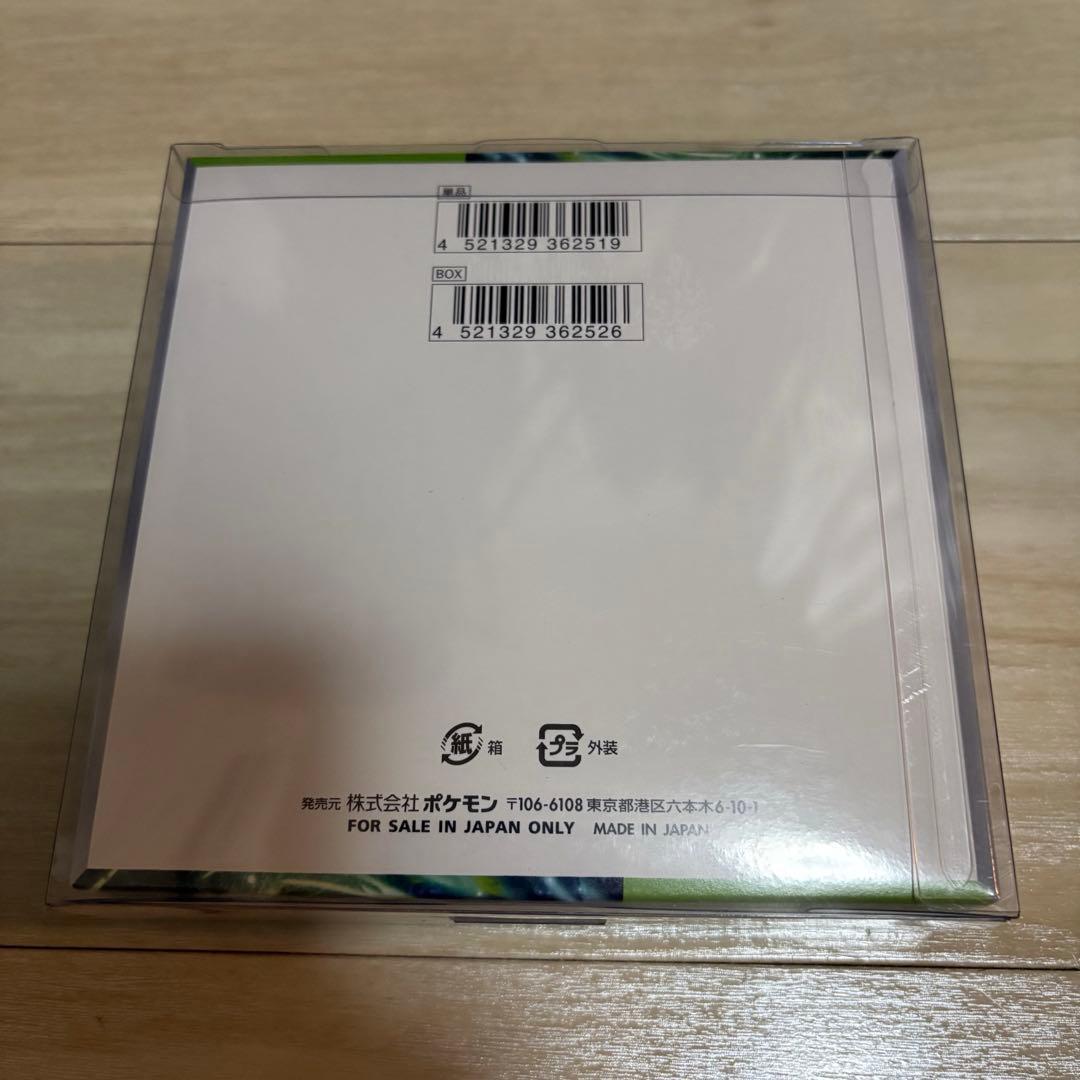 単品
4 521329 362519
BOX
4 521329 362526
紙 箱 プラ 外装
発売元 株式会社 ポケモン 〒106-6108 東京都港区六本木6-10-1
FOR SALE IN JAPAN ONLY MADE IN JAPAN